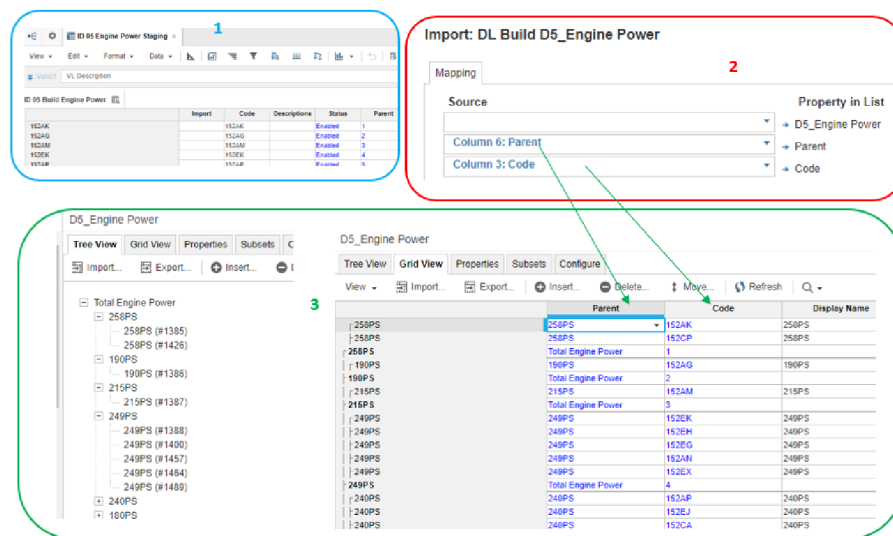 1
ID 05 Engine Power Staging ×
View Edit Format Data
VL Description
ID 05 Build Engine Power
Import Code Descriptions Status Parent
152AK 152AK Enabled 1
152AG 152AG Enabled 2
152AM 152AM Enabled 3
152EK 152EK Enabled 4
152AP 152AP Enabled 5
Import: DL Build D5_Engine Power
2
Mapping
Source Property in List
D5_Engine Power
Column 6: Parent Parent
Column 3: Code Code
D5_Engine Power
Tree View Grid View Properties Subsets C
Import... Export... Insert...
Total Engine Power
258PS
258PS (#1385)
258PS (#1426)
190PS
190PS (#1386)
215PS
215PS (#1387)
249PS
249PS (#1388)
249PS (#1400)
249PS (#1457)
249PS (#1464)
249PS (#1489)
240PS
180PS
3
D5_Engine Power
Tree View Grid View Properties Subsets Configure
View Import... Export... Insert... Delete... Move... Refresh
Parent Code Display Name
258PS 258PS 152AK 258PS
258PS 258PS 152CP 258PS
258PS Total Engine Power 1
190PS 190PS 152AG 190PS
190PS Total Engine Power 2
215PS 215PS 152AM 215PS
215PS Total Engine Power 3
249PS 249PS 152EK 249PS
249PS 249PS 152EH 249PS
249PS 249PS 152EG 249PS
249PS 249PS 152AN 249PS
249PS 249PS 152EX 249PS
249PS Total Engine Power 4
240PS 240PS 152AP 240PS
240PS 240PS 152EJ 240PS
240PS 240PS 152CA 240PS